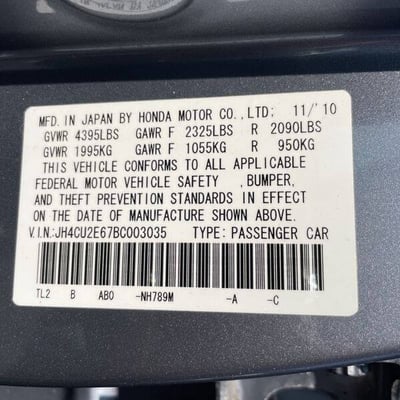 MFD. IN JAPAN BY HONDA MOTOR CO., LTD: 11/'10
GVWR 4395LBS GAWR F 2325LBS R 2090LBS
GVWR 1995KG GAWR F 1055KG R 950KG
THIS VEHICLE CONFORMS TO ALL APPLICABLE
FEDERAL MOTOR VEHICLE SAFETY ,BUMPER,
AND THEFT PREVENTION STANDARDS IN EFFECT
ON THE DATE OF MANUFACTURE SHOWN ABOVE.
V.I.N:JH4CU2E67BC003035 TYPE: PASSENGER CAR
TL2 B AB0 -NH789M -A -C